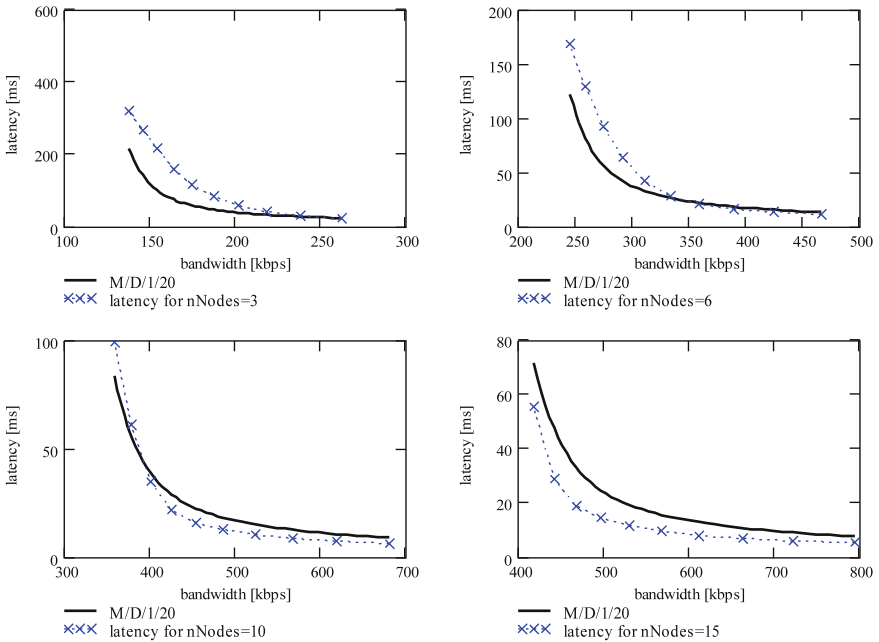 600
400
200
0
latency [ms]
100
150
200
250
300
bandwidth [kbps]
M/D/1/20
latency for nNodes=3
200
150
100
50
0
latency [ms]
200
250
300
350
400
450
500
bandwidth [kbps]
M/D/1/20
latency for nNodes=6
100
50
0
latency [ms]
300
400
500
600
700
bandwidth [kbps]
M/D/1/20
latency for nNodes=10
80
60
40
20
0
latency [ms]
400
500
600
700
800
bandwidth [kbps]
M/D/1/20
latency for nNodes=15